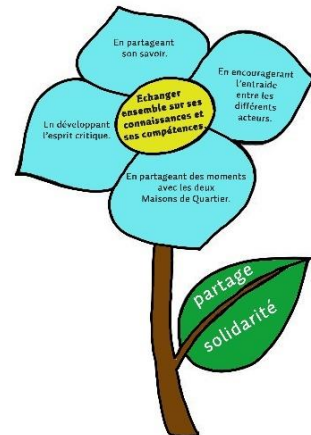 En partageant
son savoir.
En encouragerant
l'entraide
entre les
différents
acteurs.
Echanger
ensemble sur ses
connaissances et
ses compétences.
En développant
l'esprit critique.
En partageant des moments
avec les deux
Maisons de Quartier.
partage
solidarité